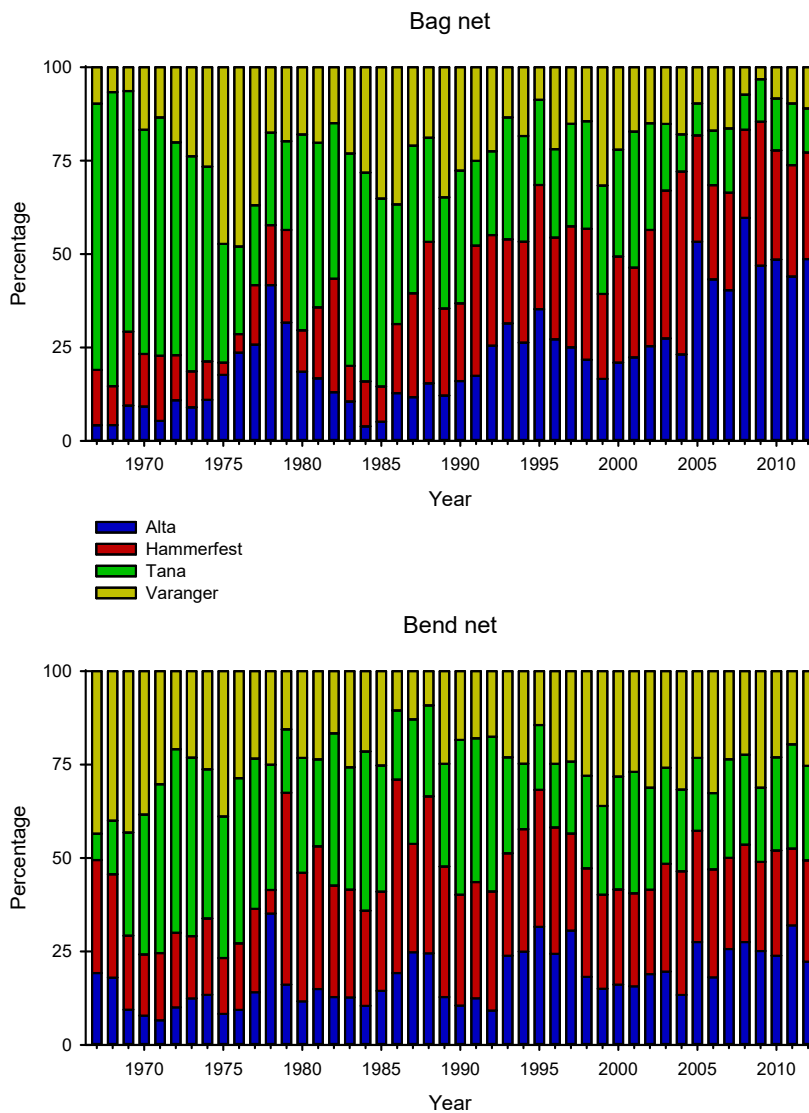 Bag net
100
75
50
25
0
Percentage
1970 1975 1980 1985 1990 1995 2000 2005 2010
Year
Alta
Hammerfest
Tana
Varanger
Bend net
100
75
50
25
0
Percentage
1970 1975 1980 1985 1990 1995 2000 2005 2010
Year